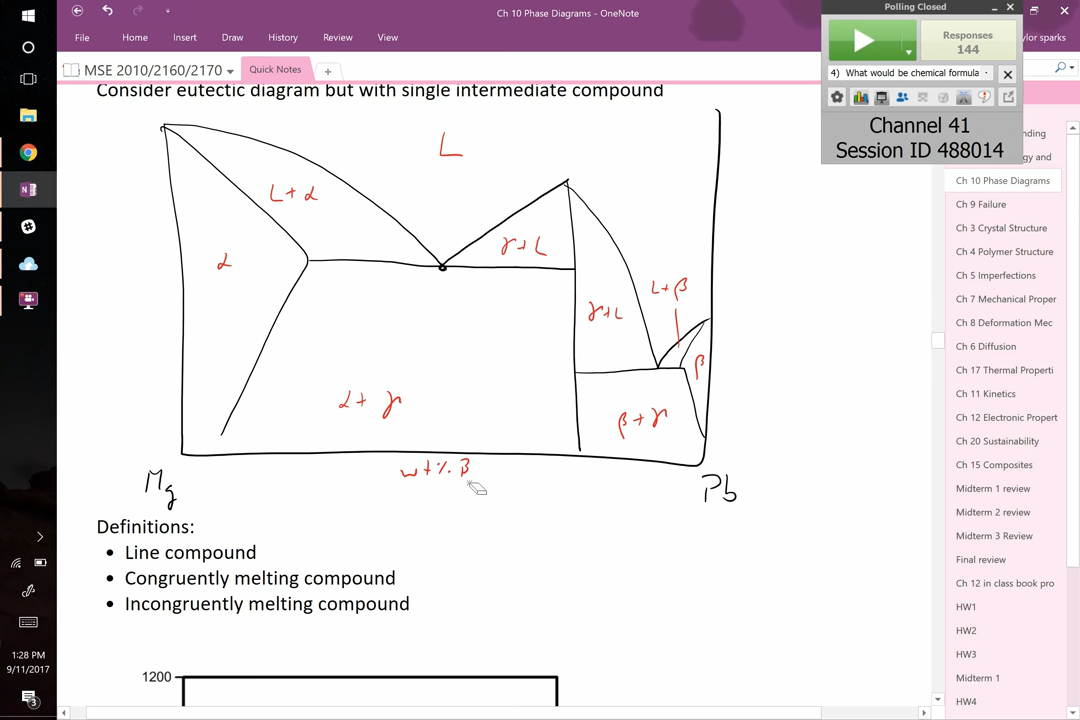 Ch 10 Phase Diagrams - OneNote
Polling Closed
File Home Insert Draw History Review View
Responses
144
MSE 2010/2160/2170
Quick Notes
+
4) What would be chemical formula
Channel 41
Session ID 488014
Consider eutectic diagram but with single intermediate compound
L
L + α
α
γ + L
γ + L
L + β
β
α + γ
β + γ
wt % B
Mg
Pb
Definitions:
• Line compound
• Congruently melting compound
• Incongruently melting compound
1200
Ch 10 Phase Diagrams
Ch 9 Failure
Ch 3 Crystal Structure
Ch 4 Polymer Structure
Ch 5 Imperfections
Ch 7 Mechanical Proper
Ch 8 Deformation Mec
Ch 6 Diffusion
Ch 17 Thermal Properti
Ch 11 Kinetics
Ch 12 Electronic Propert
Ch 20 Sustainability
Ch 15 Composites
Midterm 1 review
Midterm 2 review
Midterm 3 Review
Final review
Ch 12 in class book pro
HW1
HW2
HW3
Midterm 1
HW4
1:28 PM
9/11/2017
3